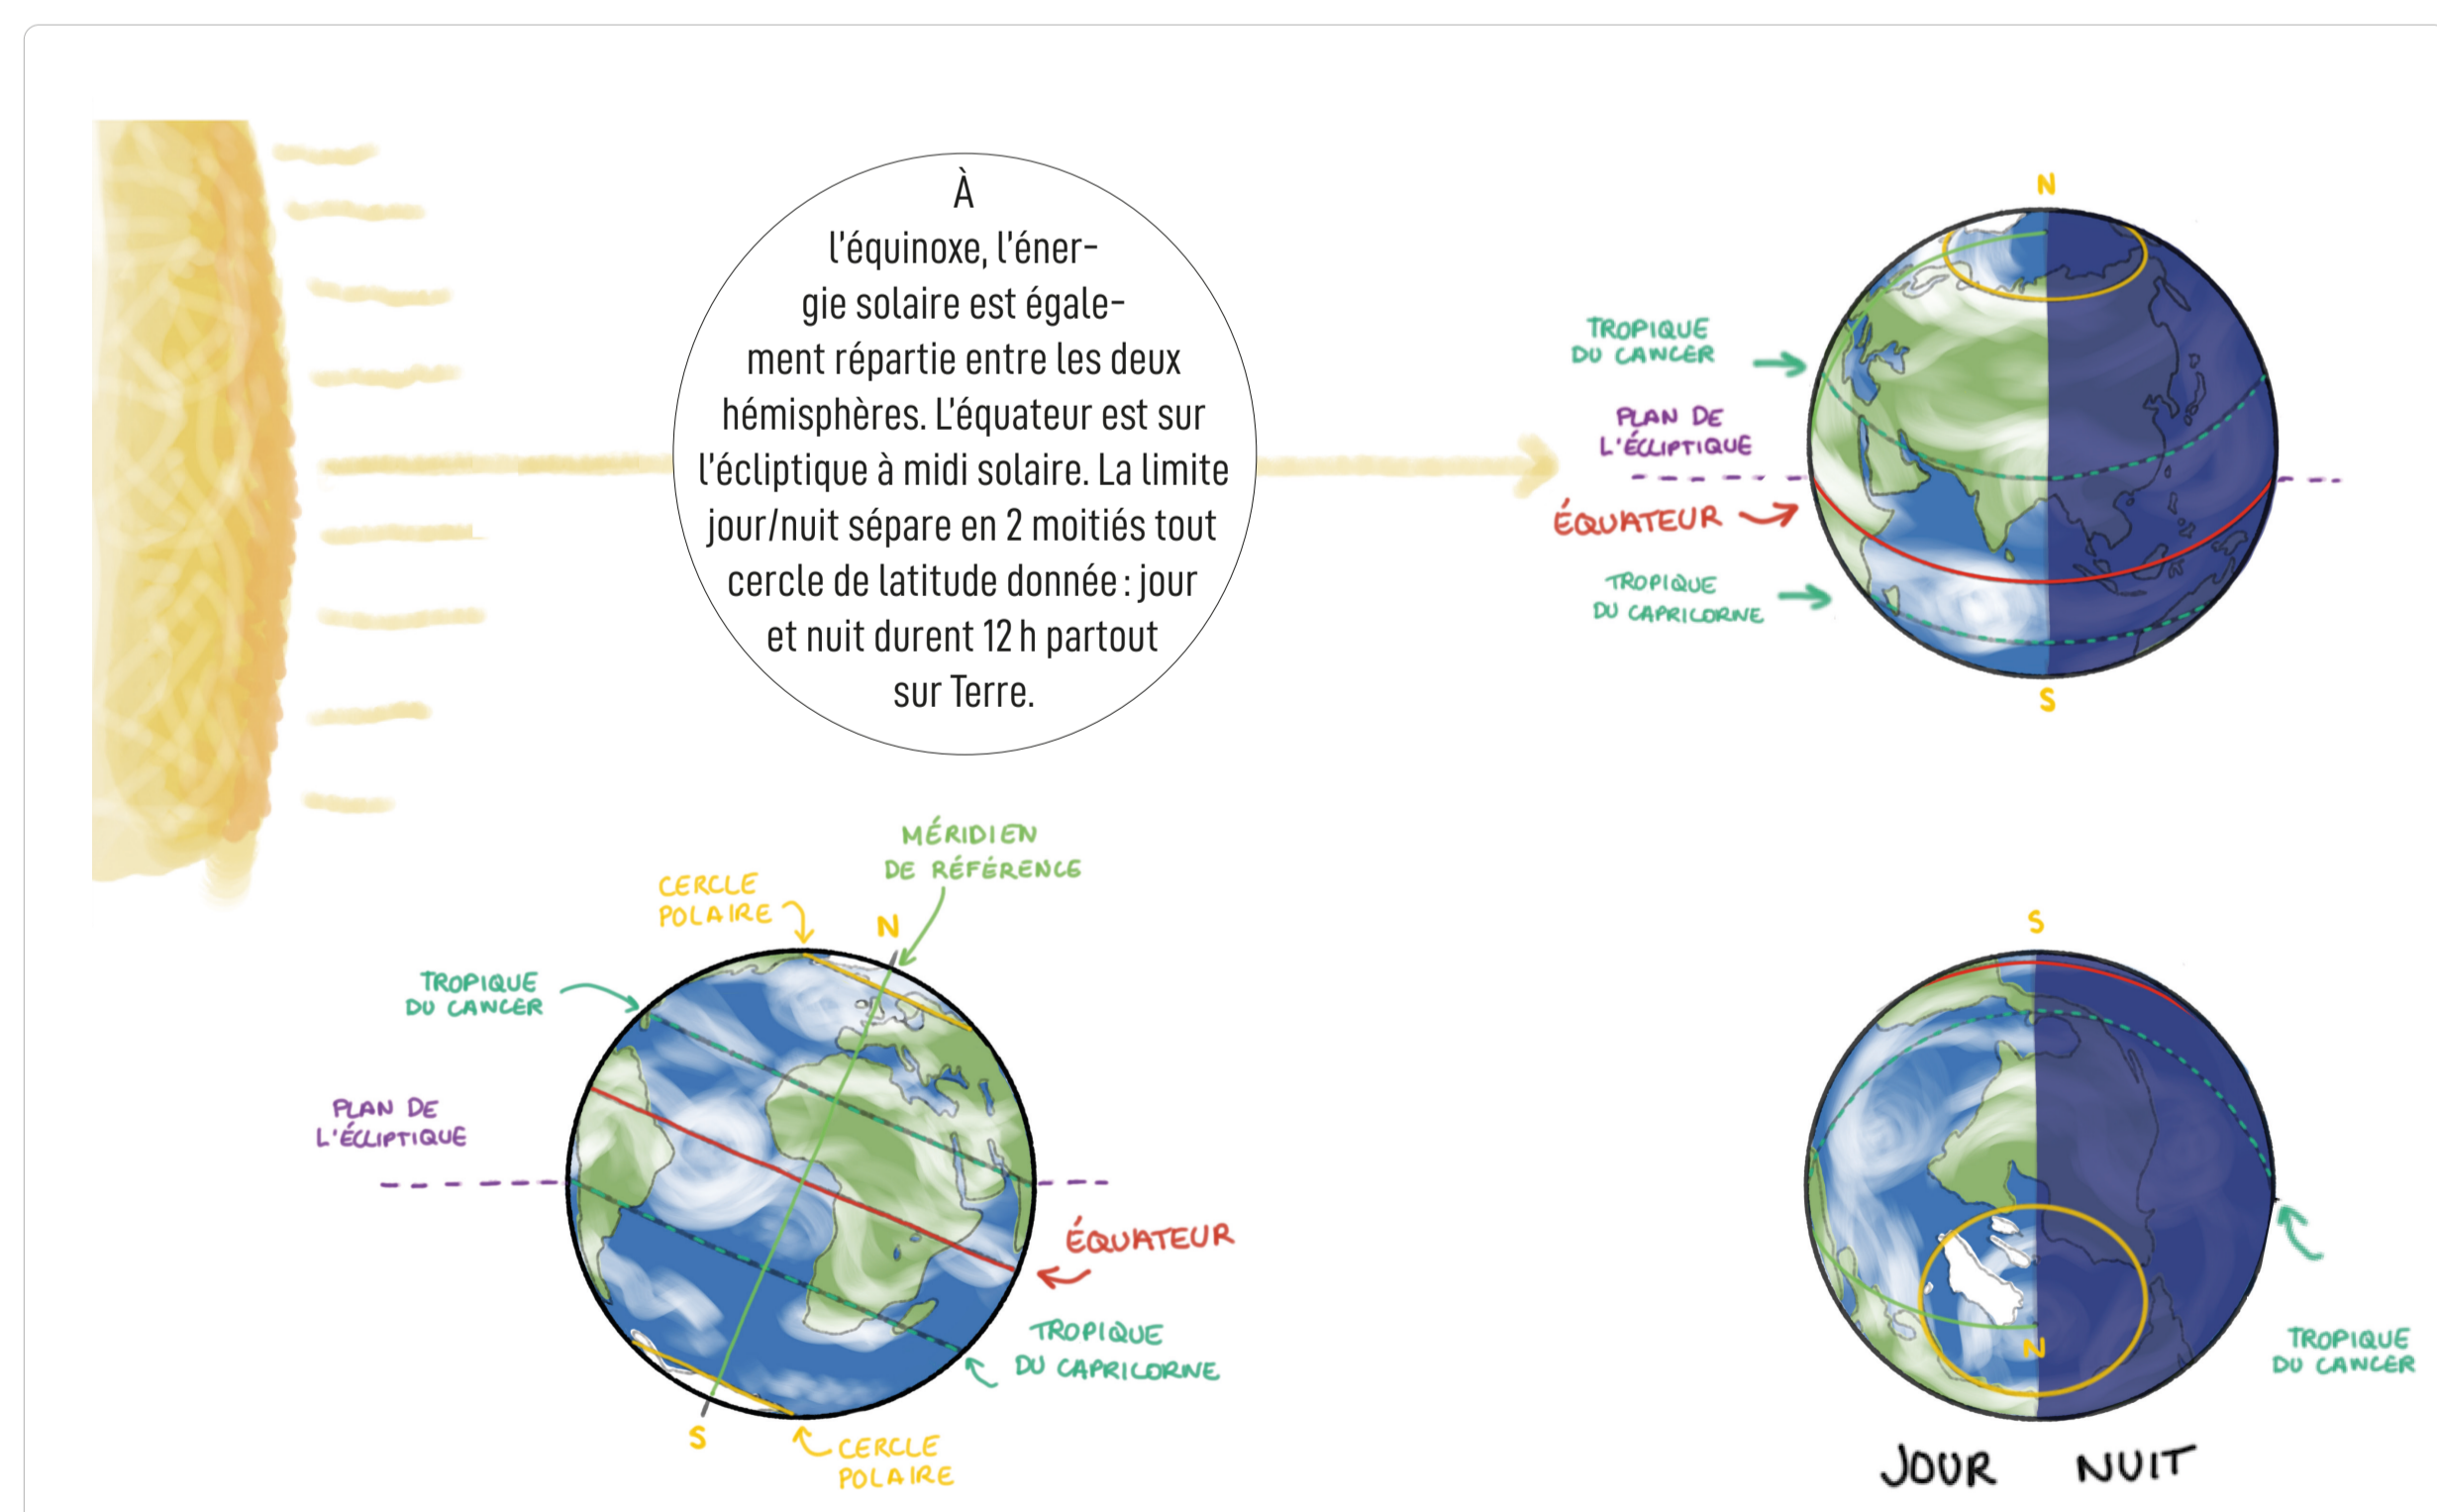 À
l'équinoxe, l'éner-
gie solaire est égale-
ment répartie entre les deux
hémisphères. L'équateur est sur
l'écliptique à midi solaire. La limite
jour/nuit sépare en 2 moitiés tout
cercle de latitude donnée : jour
et nuit durent 12 h partout
sur Terre.
N
TROPIQUE
DU CANCER
PLAN DE
L'ÉCLIPTIQUE
ÉQUATEUR
TROPIQUE
DU CAPRICORNE
S
MÉRIDIEN
DE RÉFÉRENCE
CERCLE
POLAIRE
N
TROPIQUE
DU CANCER
PLAN DE
L'ÉCLIPTIQUE
ÉQUATEUR
TROPIQUE
DU CAPRICORNE
S
CERCLE
POLAIRE
S
N
TROPIQUE
DU CANCER
JOUR NUIT